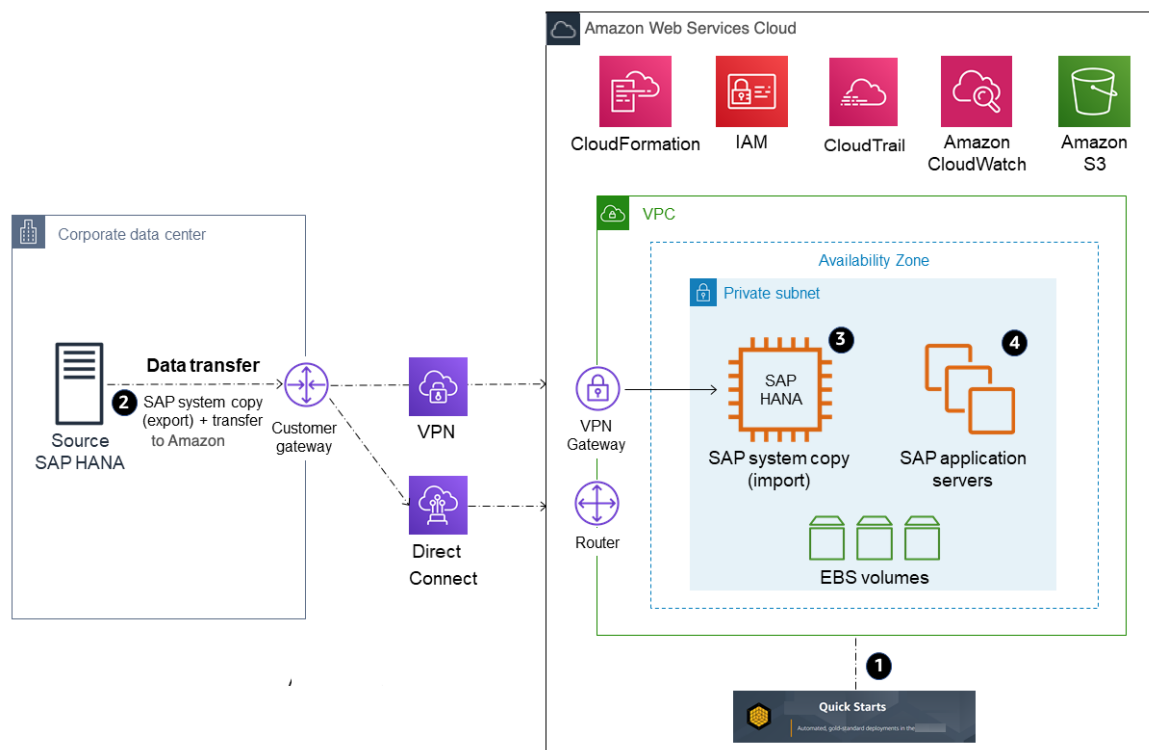 Amazon Web Services Cloud
CloudFormation
IAM
CloudTrail
Amazon
CloudWatch
Amazon
S3
VPC
Corporate data center
Availability Zone
Private subnet
Data transfer
2
SAP system copy
(export) + transfer
to Amazon
Source
SAP HANA
Customer
gateway
VPN
Direct
Connect
VPN
Gateway
Router
3
SAP
HANA
SAP system copy
(import)
4
SAP application
servers
EBS volumes
1
Quick Starts
Automated, gold-standard deployments in the